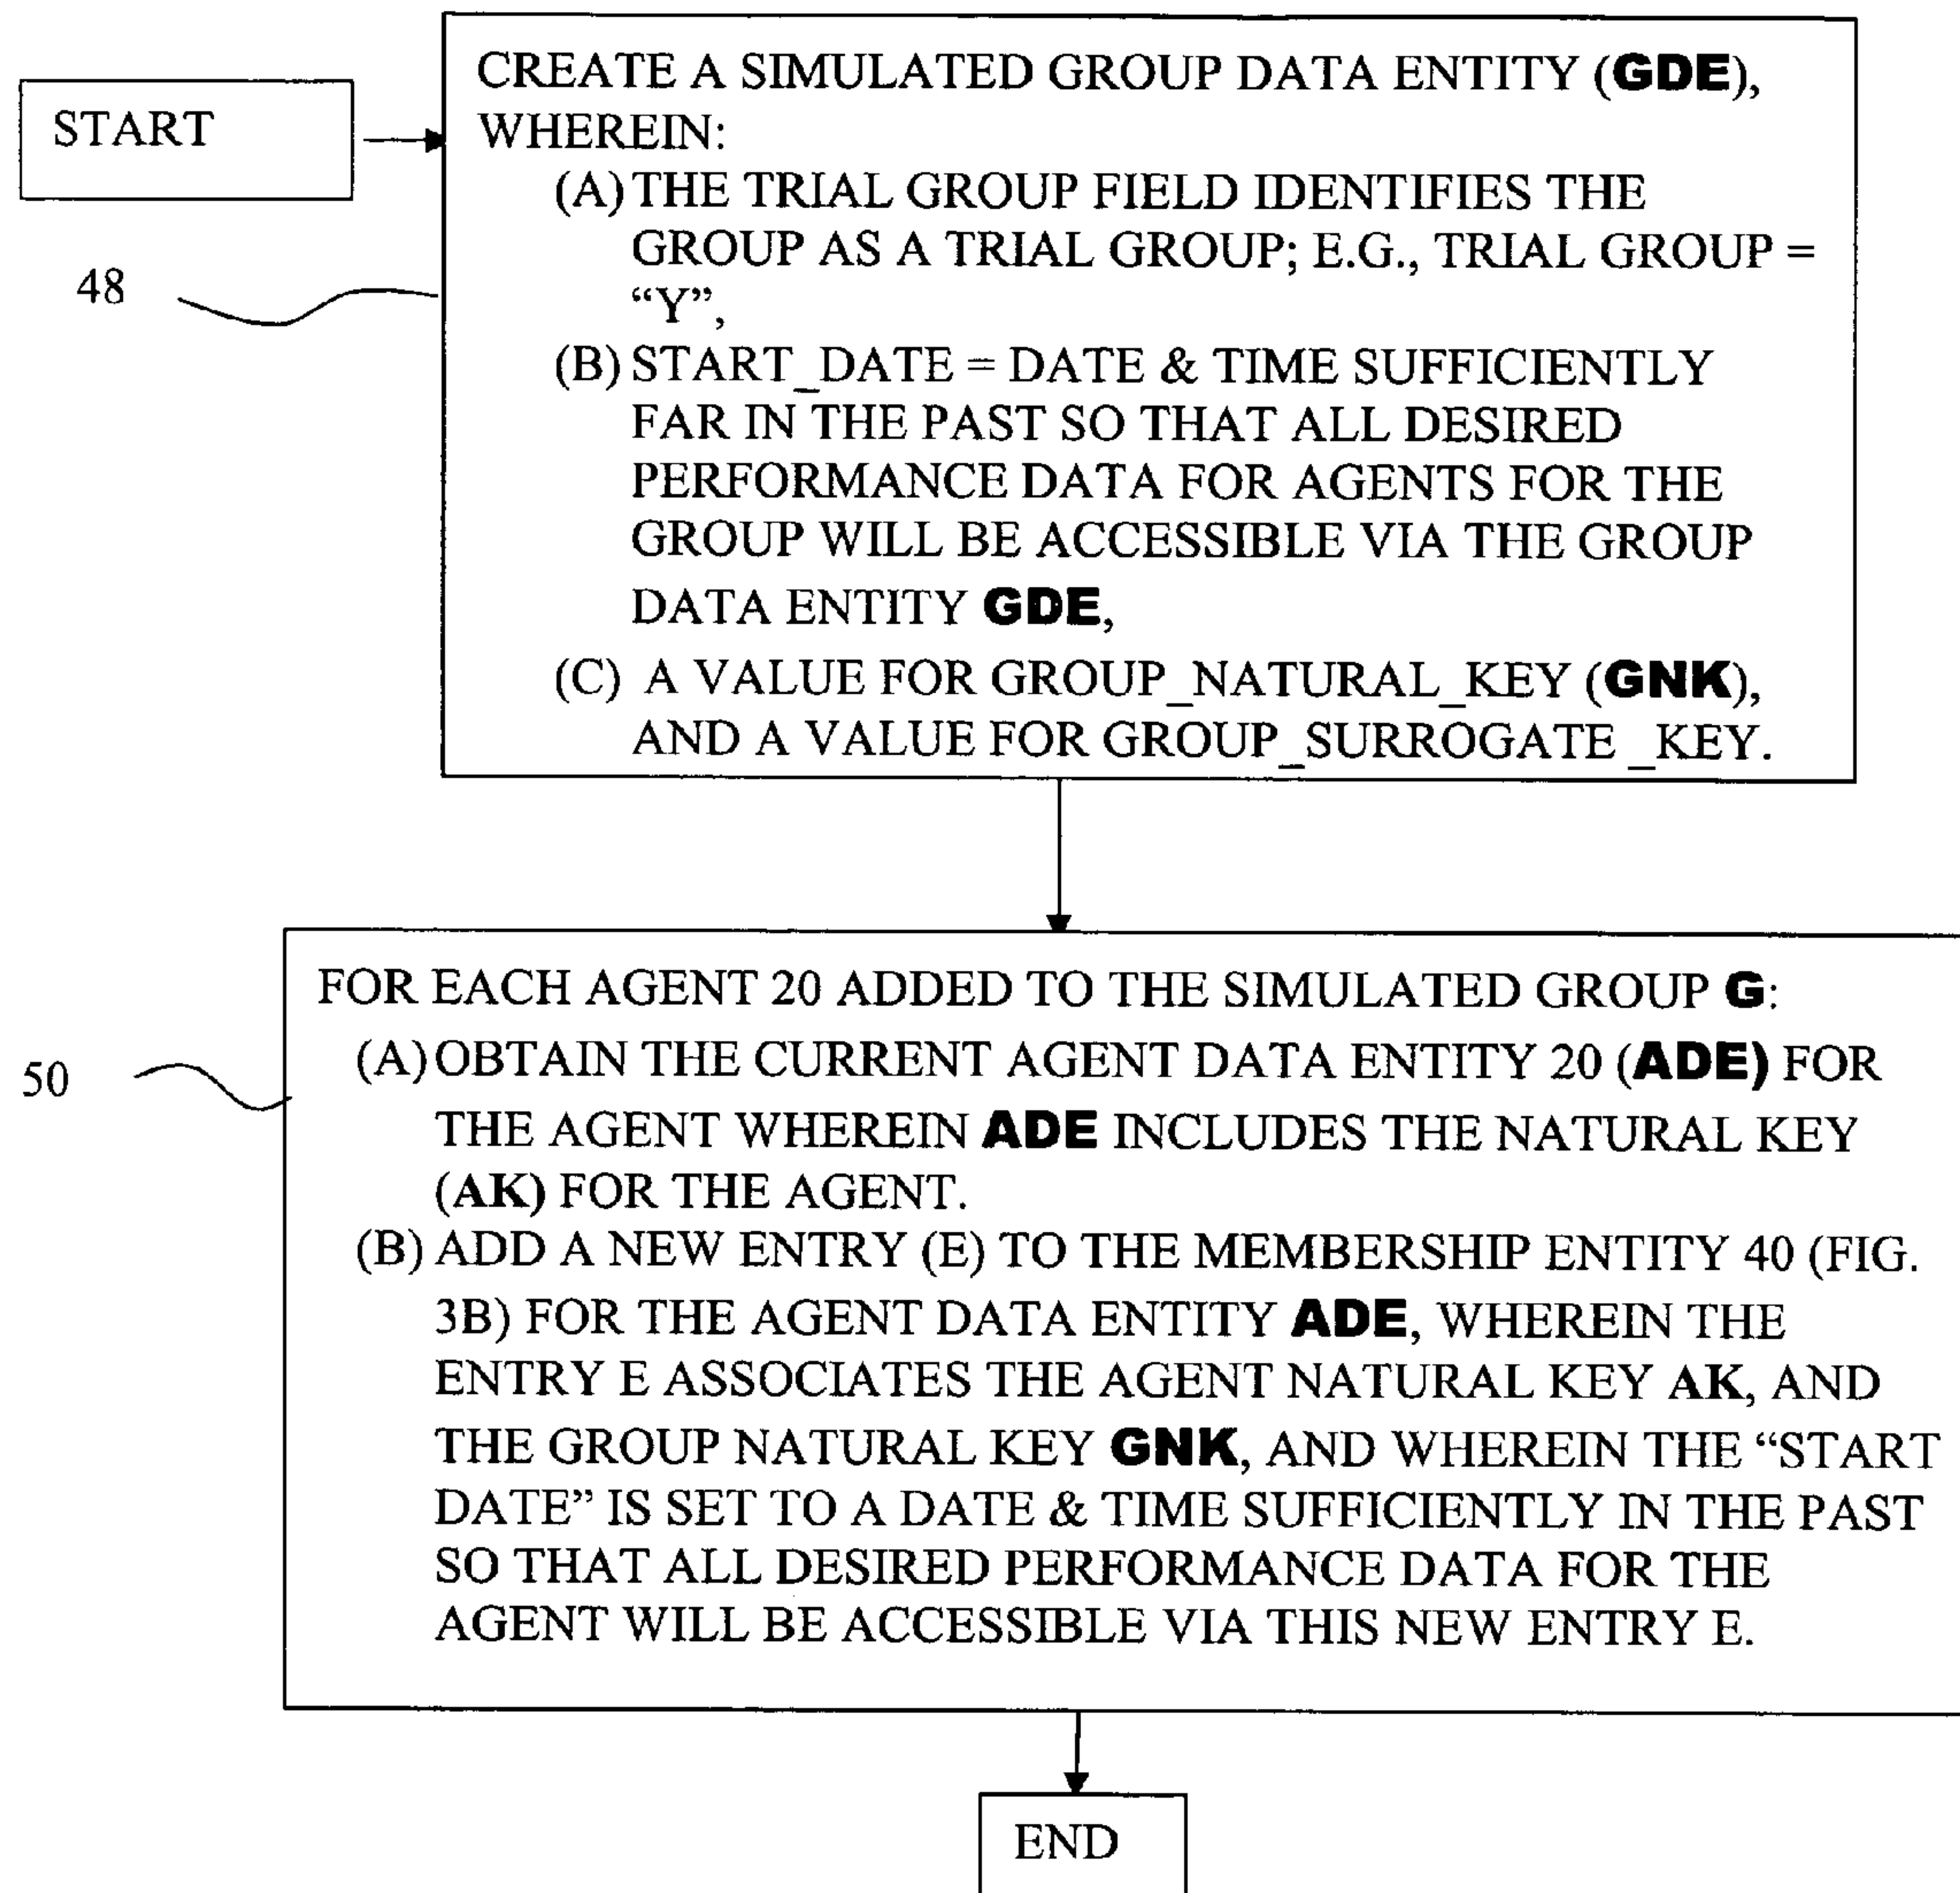 START
CREATE A SIMULATED GROUP DATA ENTITY (GDE),
WHEREIN:
(A) THE TRIAL GROUP FIELD IDENTIFIES THE
GROUP AS A TRIAL GROUP; E.G., TRIAL GROUP =
“Y”,
(B) START_DATE = DATE & TIME SUFFICIENTLY
FAR IN THE PAST SO THAT ALL DESIRED
PERFORMANCE DATA FOR AGENTS FOR THE
GROUP WILL BE ACCESSIBLE VIA THE GROUP
DATA ENTITY GDE,
(C) A VALUE FOR GROUP_NATURAL_KEY (GNK),
AND A VALUE FOR GROUP_SURROGATE _KEY.
48
FOR EACH AGENT 20 ADDED TO THE SIMULATED GROUP G:
(A) OBTAIN THE CURRENT AGENT DATA ENTITY 20 (ADE) FOR
THE AGENT WHEREIN ADE INCLUDES THE NATURAL KEY
(AK) FOR THE AGENT.
(B) ADD A NEW ENTRY (E) TO THE MEMBERSHIP ENTITY 40 (FIG.
3B) FOR THE AGENT DATA ENTITY ADE, WHEREIN THE
ENTRY E ASSOCIATES THE AGENT NATURAL KEY AK, AND
THE GROUP NATURAL KEY GNK, AND WHEREIN THE “START
DATE” IS SET TO A DATE & TIME SUFFICIENTLY IN THE PAST
SO THAT ALL DESIRED PERFORMANCE DATA FOR THE
AGENT WILL BE ACCESSIBLE VIA THIS NEW ENTRY E.
50
END